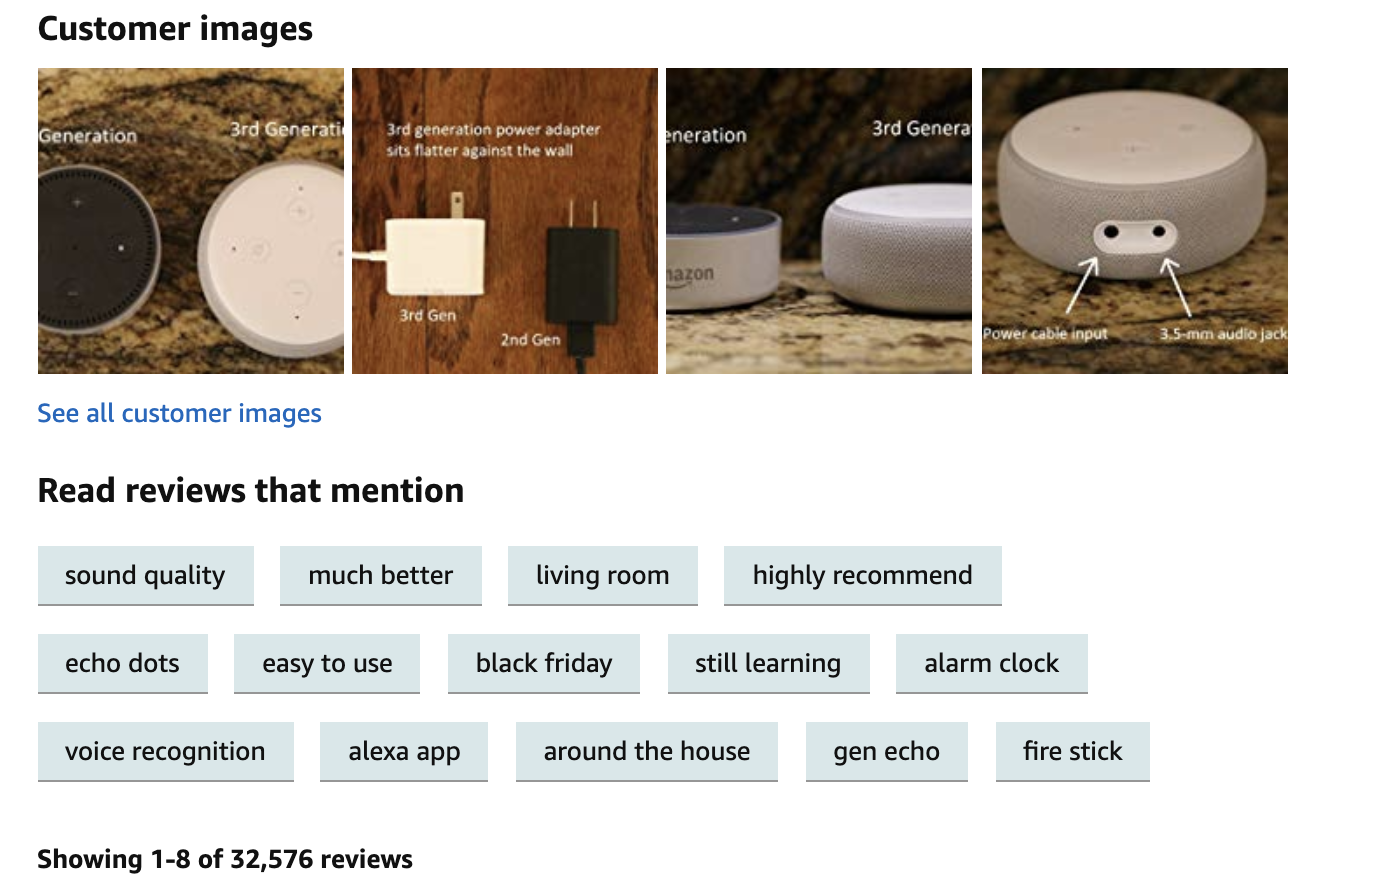 Customer images
Generation
3rd Generati
3rd generation power adapter
sits flatter against the wall
3rd Gen
2nd Gen
eneration
3rd Genera
mazon
Power cable input
3.5-mm audio jack
See all customer images
Read reviews that mention
sound quality
much better
living room
highly recommend
echo dots
easy to use
black friday
still learning
alarm clock
voice recognition
alexa app
around the house
gen echo
fire stick
Showing 1-8 of 32,576 reviews